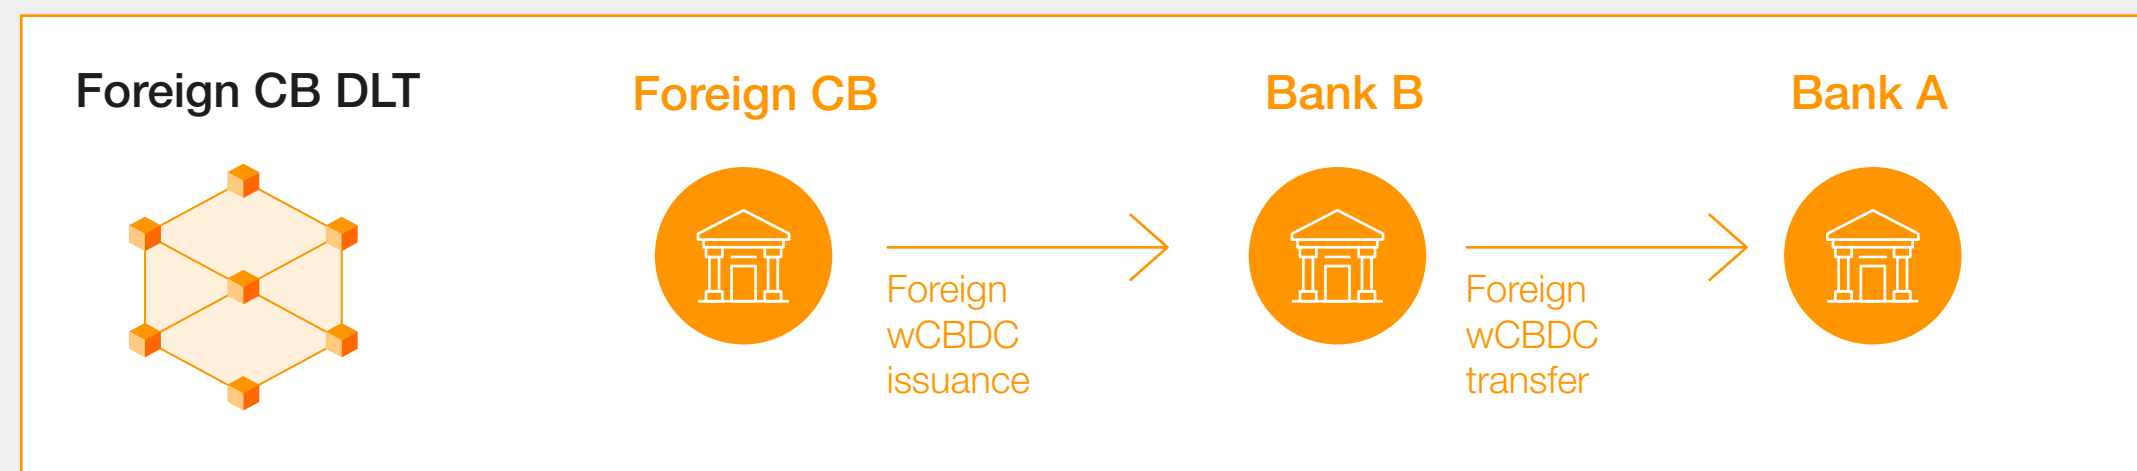 Foreign CB DLT
Foreign CB
Bank B
Bank A
Foreign
wCBDC
issuance
Foreign
wCBDC
transfer